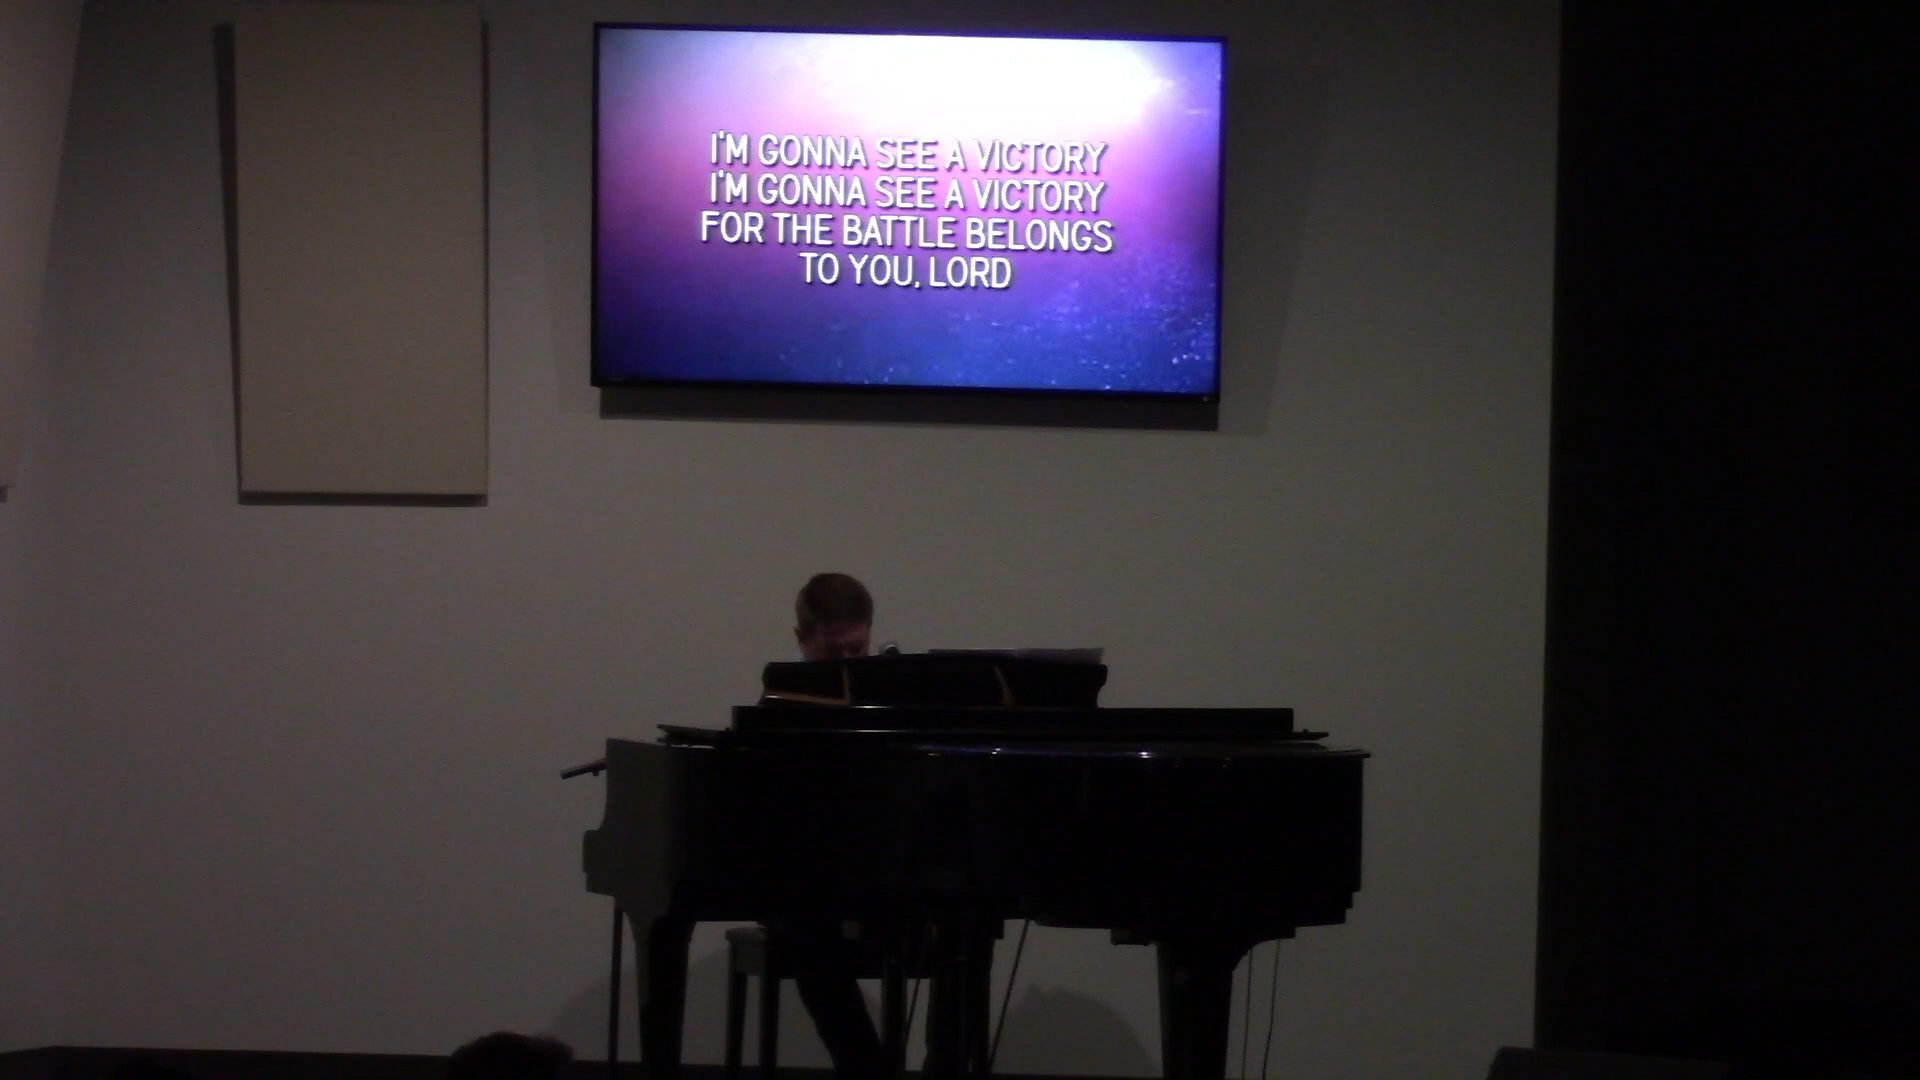 I'M GONNA SEE A VICTORY
I'M GONNA SEE A VICTORY
FOR THE BATTLE BELONGS
TO YOU, LORD